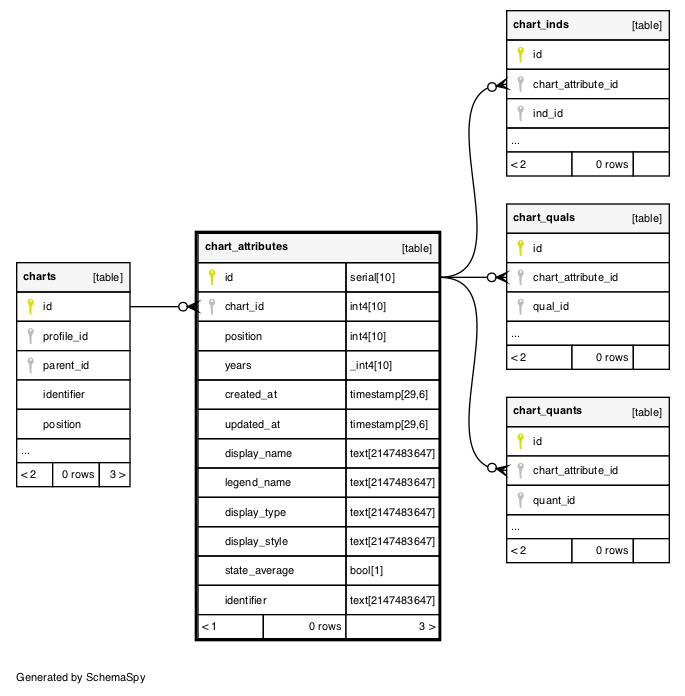 charts [table]
id
profile_id
parent_id
identifier
position
...
< 2 0 rows 3 >
chart_attributes [table]
id serial[10]
chart_id int4[10]
position int4[10]
years _int4[10]
created_at timestamp[29,6]
updated_at timestamp[29,6]
display_name text[2147483647]
legend_name text[2147483647]
display_type text[2147483647]
display_style text[2147483647]
state_average bool[1]
identifier text[2147483647]
< 1 0 rows 3 >
chart_inds [table]
id
chart_attribute_id
ind_id
...
< 2 0 rows
chart_quals [table]
id
chart_attribute_id
qual_id
...
< 2 0 rows
chart_quants [table]
id
chart_attribute_id
quant_id
...
< 2 0 rows
Generated by SchemaSpy